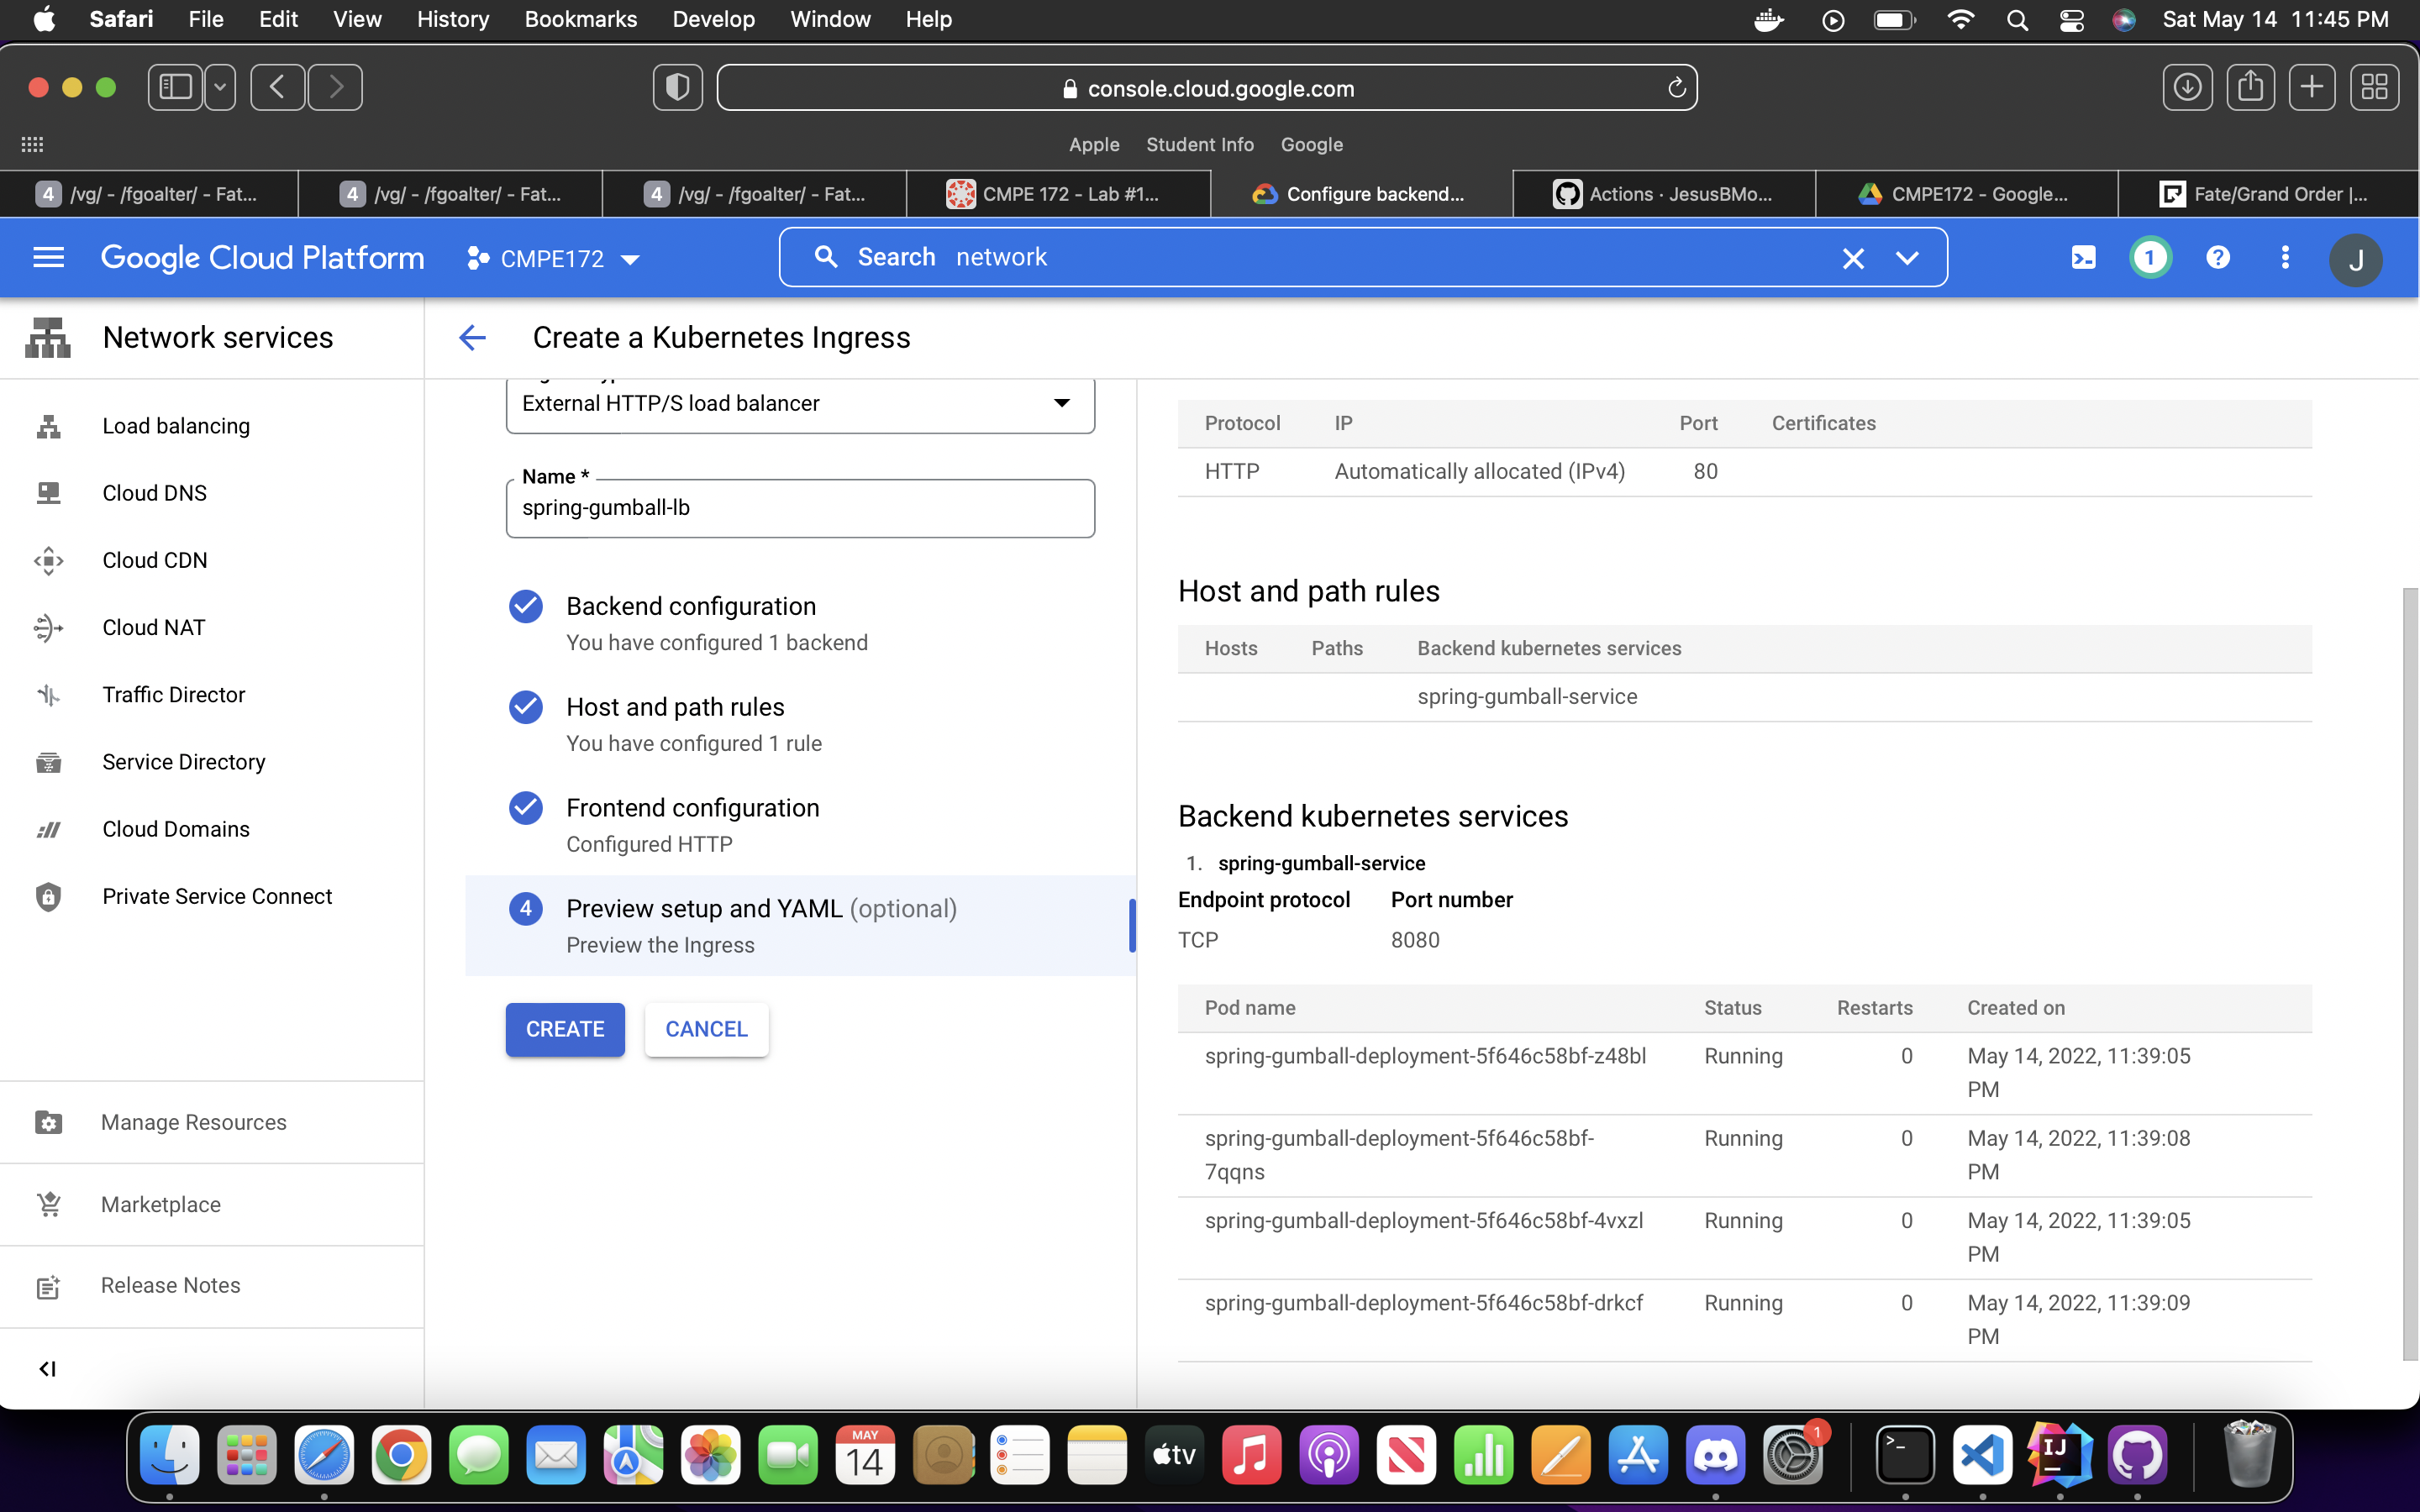 Safari File Edit View History Bookmarks Develop Window Help Sat May 14 11:45 PM
console.cloud.google.com
Apple Student Info Google
4 /vg/ - /fgoalter/ - Fat... 4 /vg/ - /fgoalter/ - Fat... 4 /vg/ - /fgoalter/ - Fat... CMPE 172 - Lab #1... Configure backend... Actions · JesusBMo... CMPE172 - Google... Fate/Grand Order |...
Google Cloud Platform CMPE172 Search network 1 ? J
Network services
Create a Kubernetes Ingress
Load balancing
Cloud DNS
Cloud CDN
Cloud NAT
Traffic Director
Service Directory
Cloud Domains
Private Service Connect
Manage Resources
Marketplace
Release Notes
External HTTP/S load balancer
Name *
spring-gumball-lb
Backend configuration
You have configured 1 backend
Host and path rules
You have configured 1 rule
Frontend configuration
Configured HTTP
4 Preview setup and YAML (optional)
Preview the Ingress
CREATE CANCEL
Protocol IP Port Certificates
HTTP Automatically allocated (IPv4) 80
Host and path rules
Hosts Paths Backend kubernetes services
spring-gumball-service
Backend kubernetes services
1. spring-gumball-service
Endpoint protocol Port number
TCP 8080
Pod name Status Restarts Created on
spring-gumball-deployment-5f646c58bf-z48bl Running 0 May 14, 2022, 11:39:05
PM
spring-gumball-deployment-5f646c58bf- Running 0 May 14, 2022, 11:39:08
7qqns PM
spring-gumball-deployment-5f646c58bf-4vxzl Running 0 May 14, 2022, 11:39:05
PM
spring-gumball-deployment-5f646c58bf-drkcf Running 0 May 14, 2022, 11:39:09
PM
MAY
14
tv
1
IJ